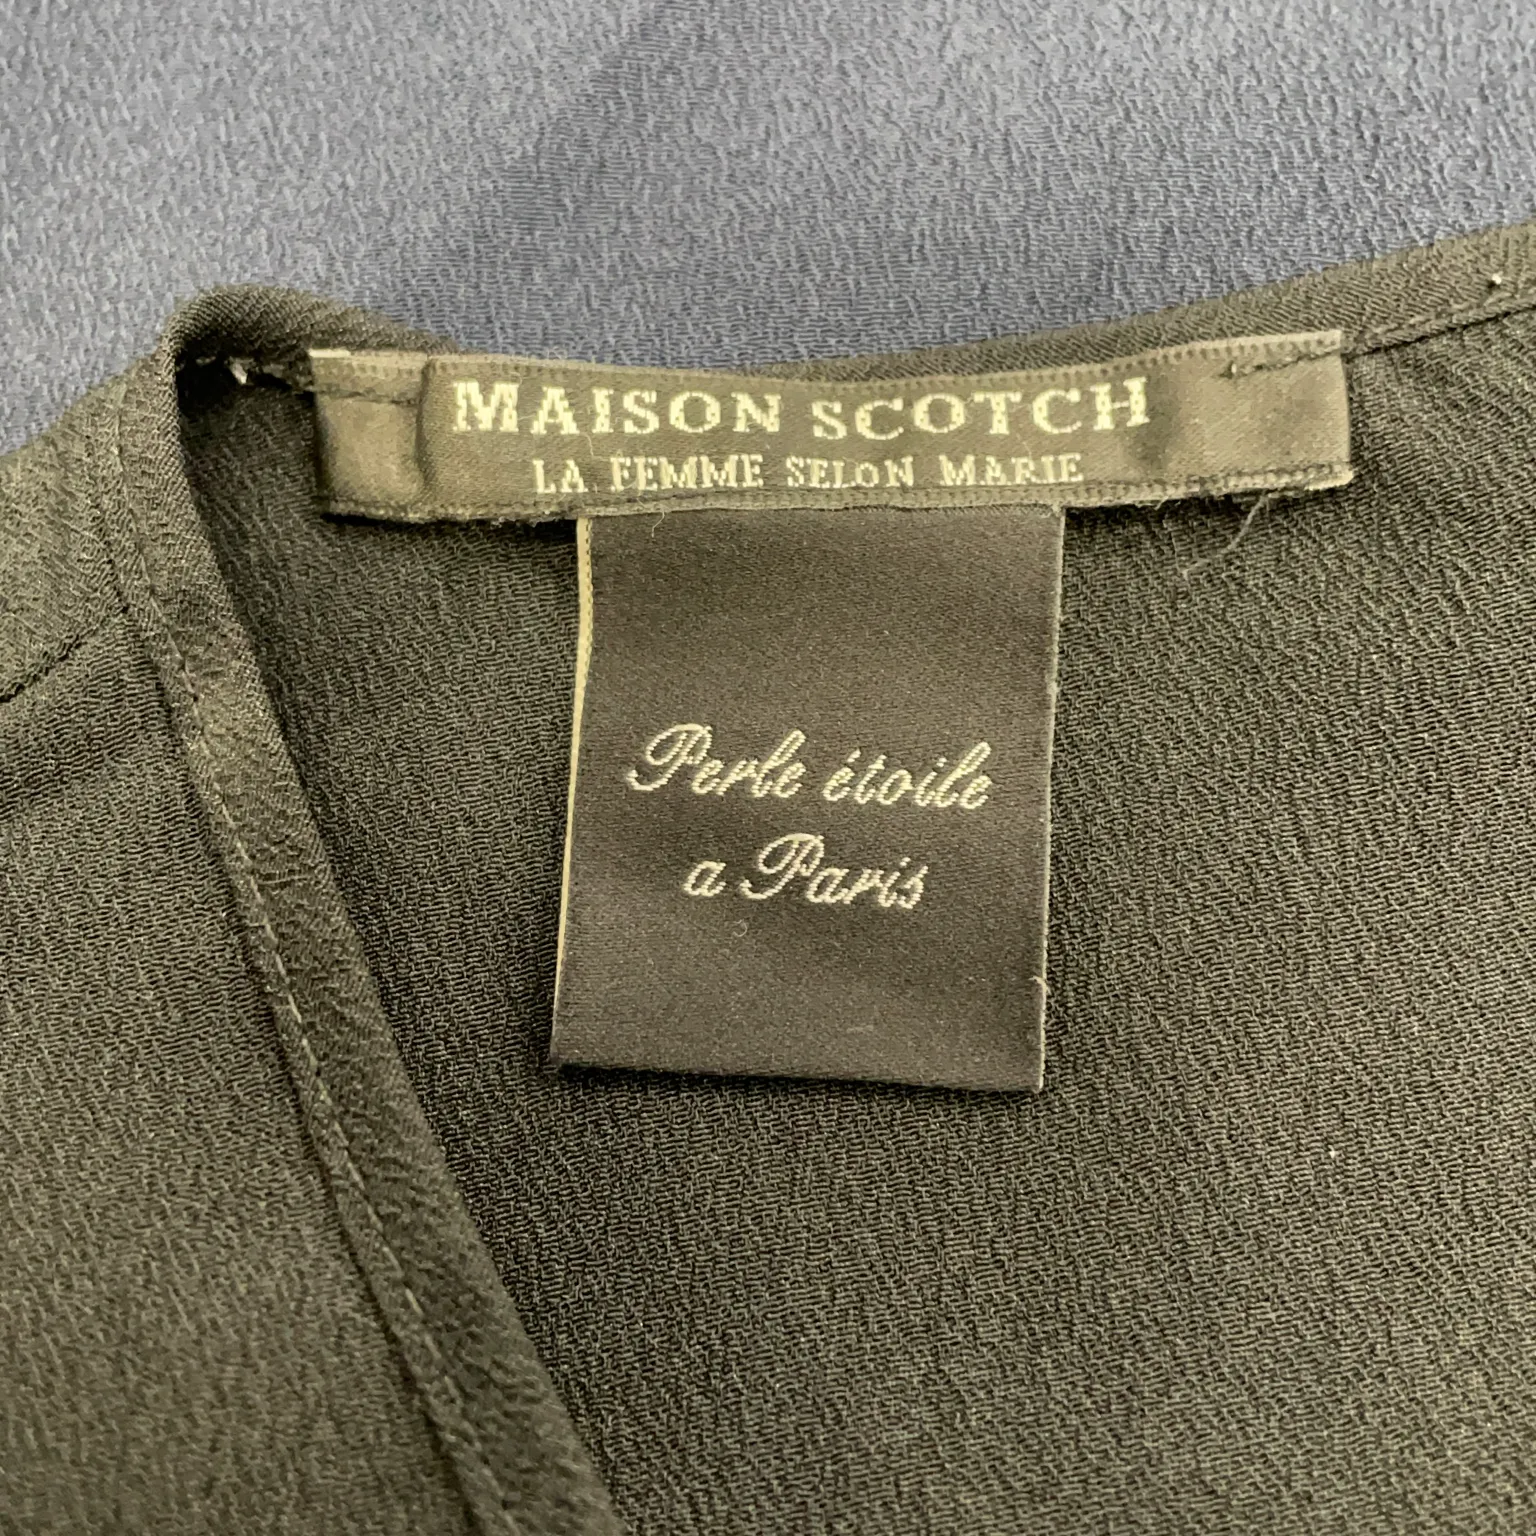 MAISON SCOTCH
LA FEMME SELON MARIE
Perle étoile
a Paris